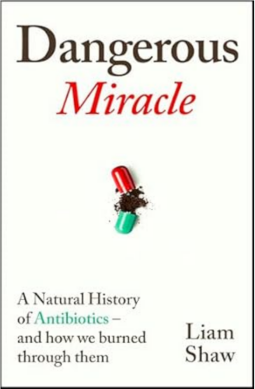 Dangerous
Miracle
A Natural History
of Antibiotics –
and how we burned
through them
Liam
Shaw